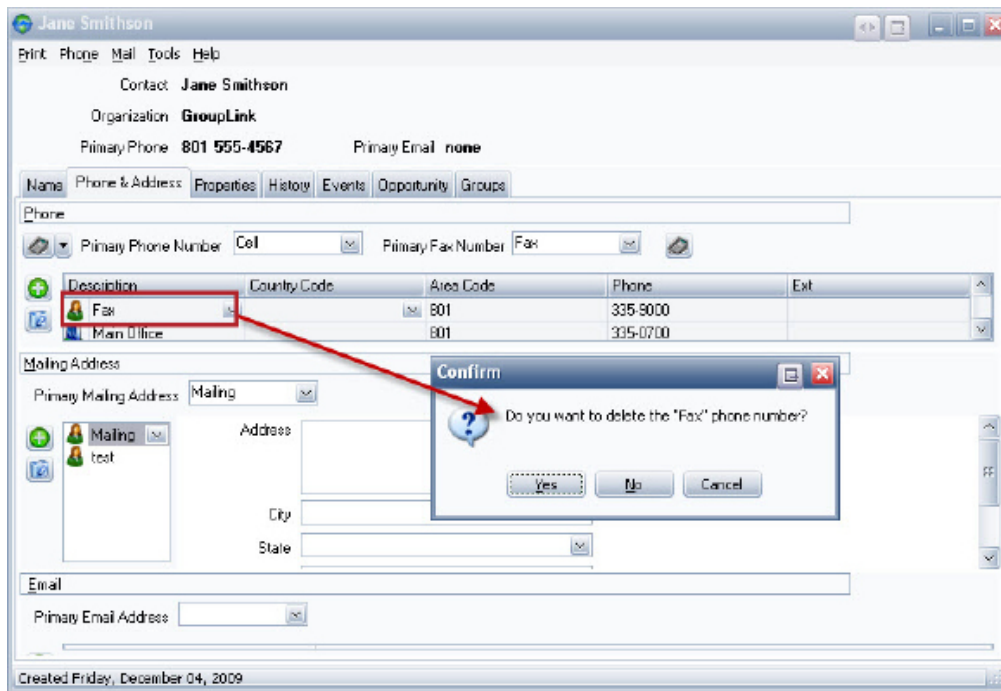 Jane Smithson
Print Phone Mail Tools Help
Contact Jane Smithson
Organization GroupLink
Primary Phone 801 555-4567 Primary Email none
Name Phone & Address Properties History Events Opportunity Groups
Phone
Primary Phone Number Cell Primary Fax Number Fax
Description Country Code Area Code Phone Ext
Fax 801 335-9000
Main Office 801 335-0700
Mailing Address
Confirm
Primary Mailing Address Mailing
Do you want to delete the "Fax" phone number?
Mailing Address
test
Yes No Cancel
City
State
Email
Primary Email Address
Created Friday, December 04, 2009